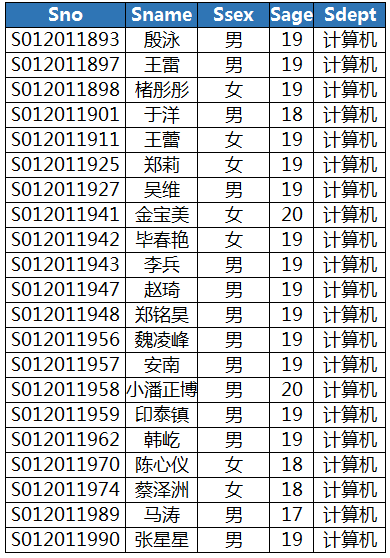 Sno Sname Ssex Sage Sdept
S012011893 殷泳 男 19 计算机
S012011897 王雷 男 19 计算机
S012011898 楮彤彤 女 19 计算机
S012011901 于洋 男 18 计算机
S012011911 王蕾 女 19 计算机
S012011925 郑莉 女 19 计算机
S012011927 吴维 男 19 计算机
S012011941 金宝美 女 20 计算机
S012011942 毕春艳 女 19 计算机
S012011943 李兵 男 19 计算机
S012011947 赵琦 男 19 计算机
S012011948 郑铭昊 男 19 计算机
S012011956 魏凌峰 男 19 计算机
S012011957 安南 男 19 计算机
S012011958 小潘正博 男 20 计算机
S012011959 印泰镇 男 19 计算机
S012011962 韩屹 男 19 计算机
S012011970 陈心仪 女 18 计算机
S012011974 蔡泽洲 女 18 计算机
S012011989 马涛 男 17 计算机
S012011990 张星星 男 19 计算机